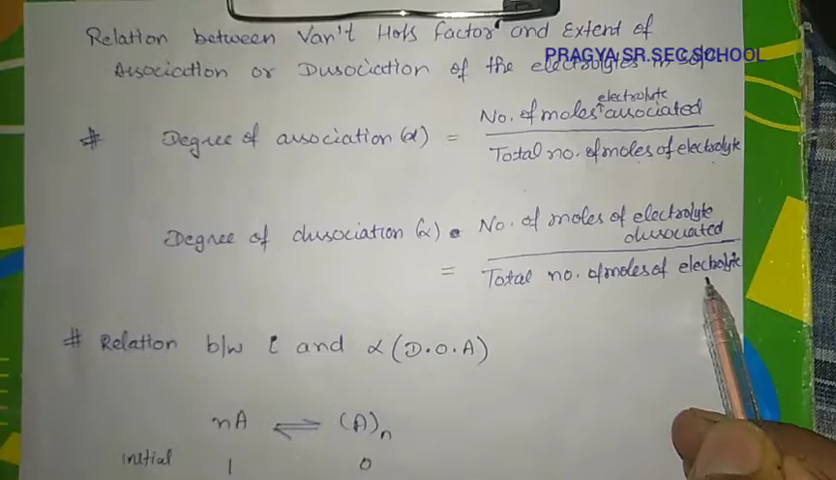 Relation between Van't Hoff factor and Extent of
PRAGYA SR.SEC SCHOOL
Association or Dissociation of the electrolytes in
# Degree of association (α) = No. of moles electrolyte associated
Total no. of moles of electrolyte
Degree of dissociation (α) = No. of moles of electrolyte
dissociated
Total no. of moles of electrolyte
# Relation b/w i and α (D.O.A)
nA ⇌ (A)n
initial 1 0